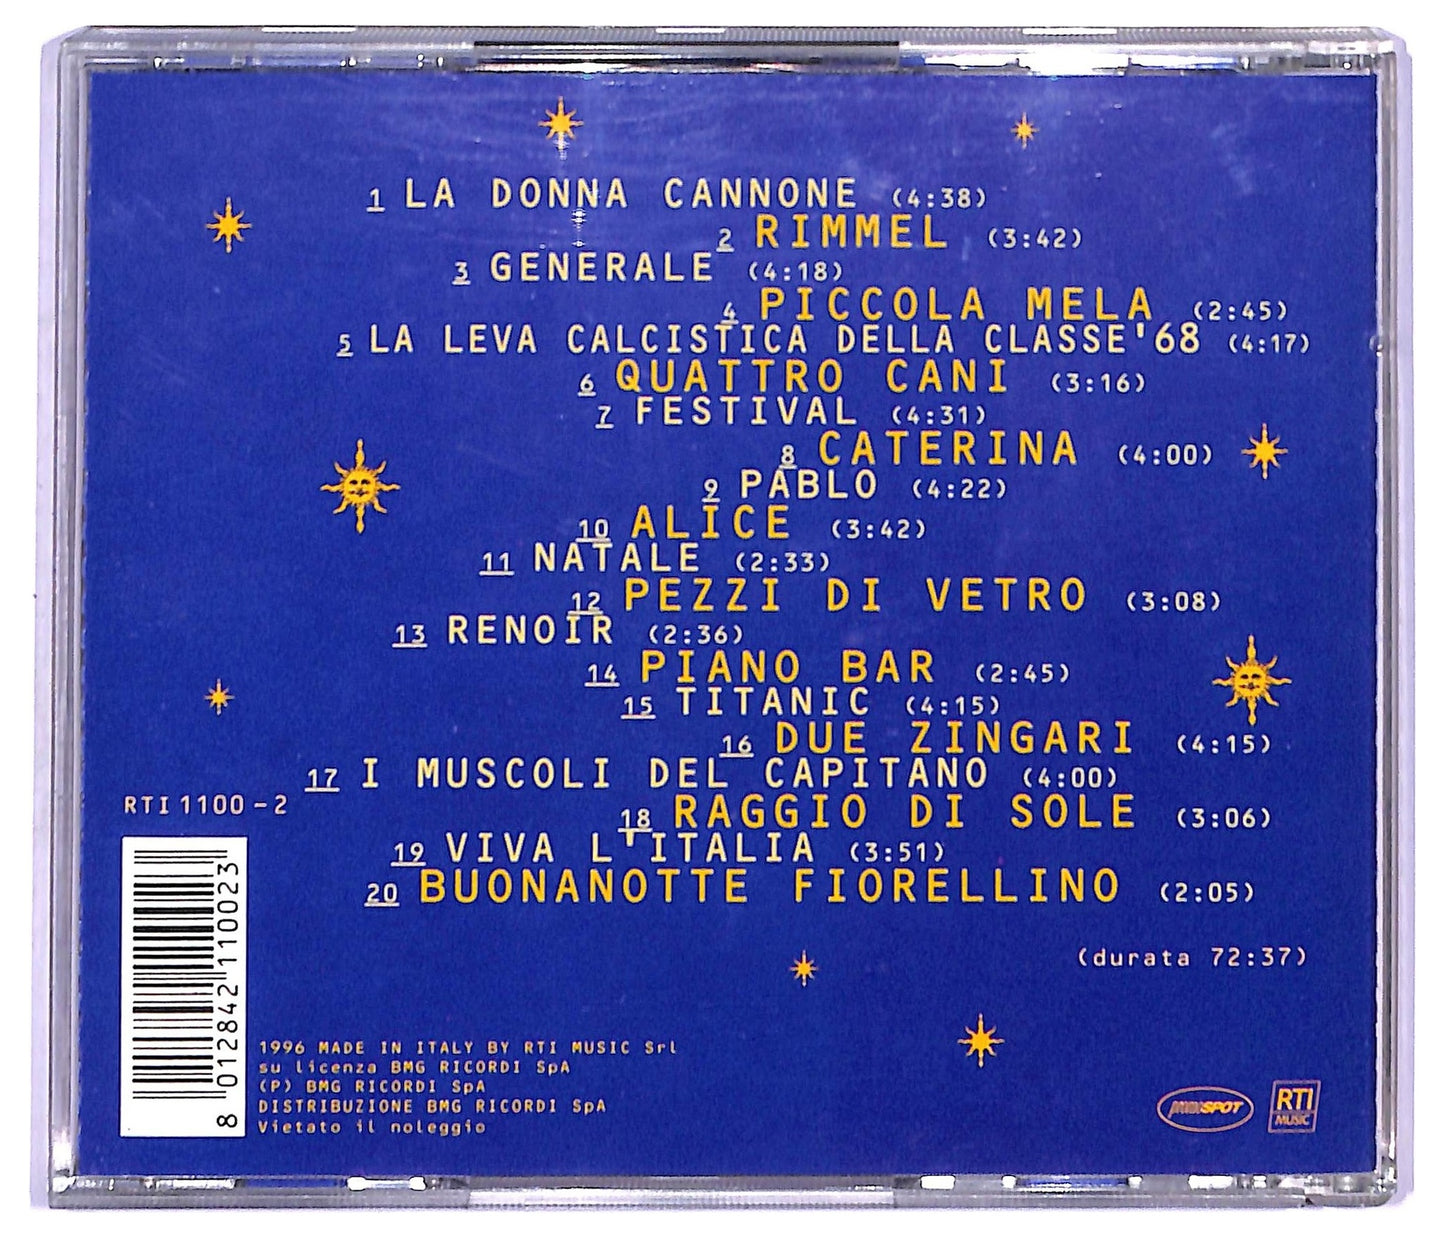 1 LA DONNA CANNONE (4:38)
2 RIMMEL (3:42)
3 GENERALE (4:18)
4 PICCOLA MELA (2:45)
5 LA LEVA CALCISTICA DELLA CLASSE'68 (4:17)
6 QUATTRO CANI (3:16)
7 FESTIVAL (4:31)
8 CATERINA (4:00)
9 PABLO (4:22)
10 ALICE (3:42)
11 NATALE (2:33)
12 PEZZI DI VETRO (3:08)
13 RENOIR (2:36)
14 PIANO BAR (2:45)
15 TITANIC (4:15)
16 DUE ZINGARI (4:15)
17 I MUSCOLI DEL CAPITANO (4:00)
RTI 1100-2
18 RAGGIO DI SOLE (3:06)
19 VIVA L'ITALIA (3:51)
20 BUONANOTTE FIORELLINO (2:05)
(durata 72:37)
8 012842 110023
1996 MADE IN ITALY BY RTI MUSIC Srl
su licenza BMG RICORDI SpA
(P) BMG RICORDI SpA
DISTRIBUZIONE BMG RICORDI SpA
Vietato il noleggio
SPOT
RTI
MUSIC